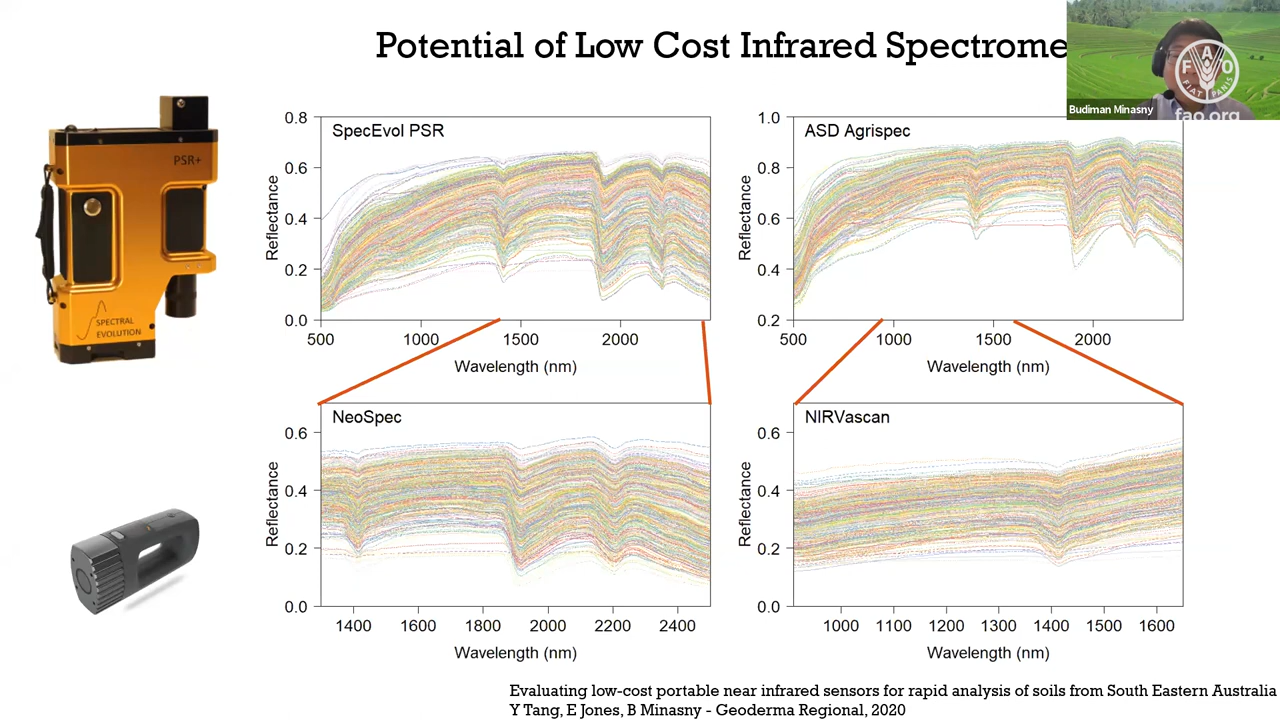 Potential of Low Cost Infrared Spectrome
FAO
FIAT PANIS
fao.org
Budiman Minasny
PSR+
SPECTRAL
EVOLUTION
SpecEvol PSR
Reflectance
0.8
0.6
0.4
0.2
0.0
500 1000 1500 2000
Wavelength (nm)
ASD Agrispec
Reflectance
1.0
0.8
0.6
0.4
0.2
500 1000 1500 2000
Wavelength (nm)
NeoSpec
Reflectance
0.6
0.4
0.2
0.0
1400 1600 1800 2000 2200 2400
Wavelength (nm)
NIRVascan
Reflectance
0.6
0.4
0.2
0.0
1000 1100 1200 1300 1400 1500 1600
Wavelength (nm)
Evaluating low-cost portable near infrared sensors for rapid analysis of soils from South Eastern Australia
Y Tang, E Jones, B Minasny - Geoderma Regional, 2020